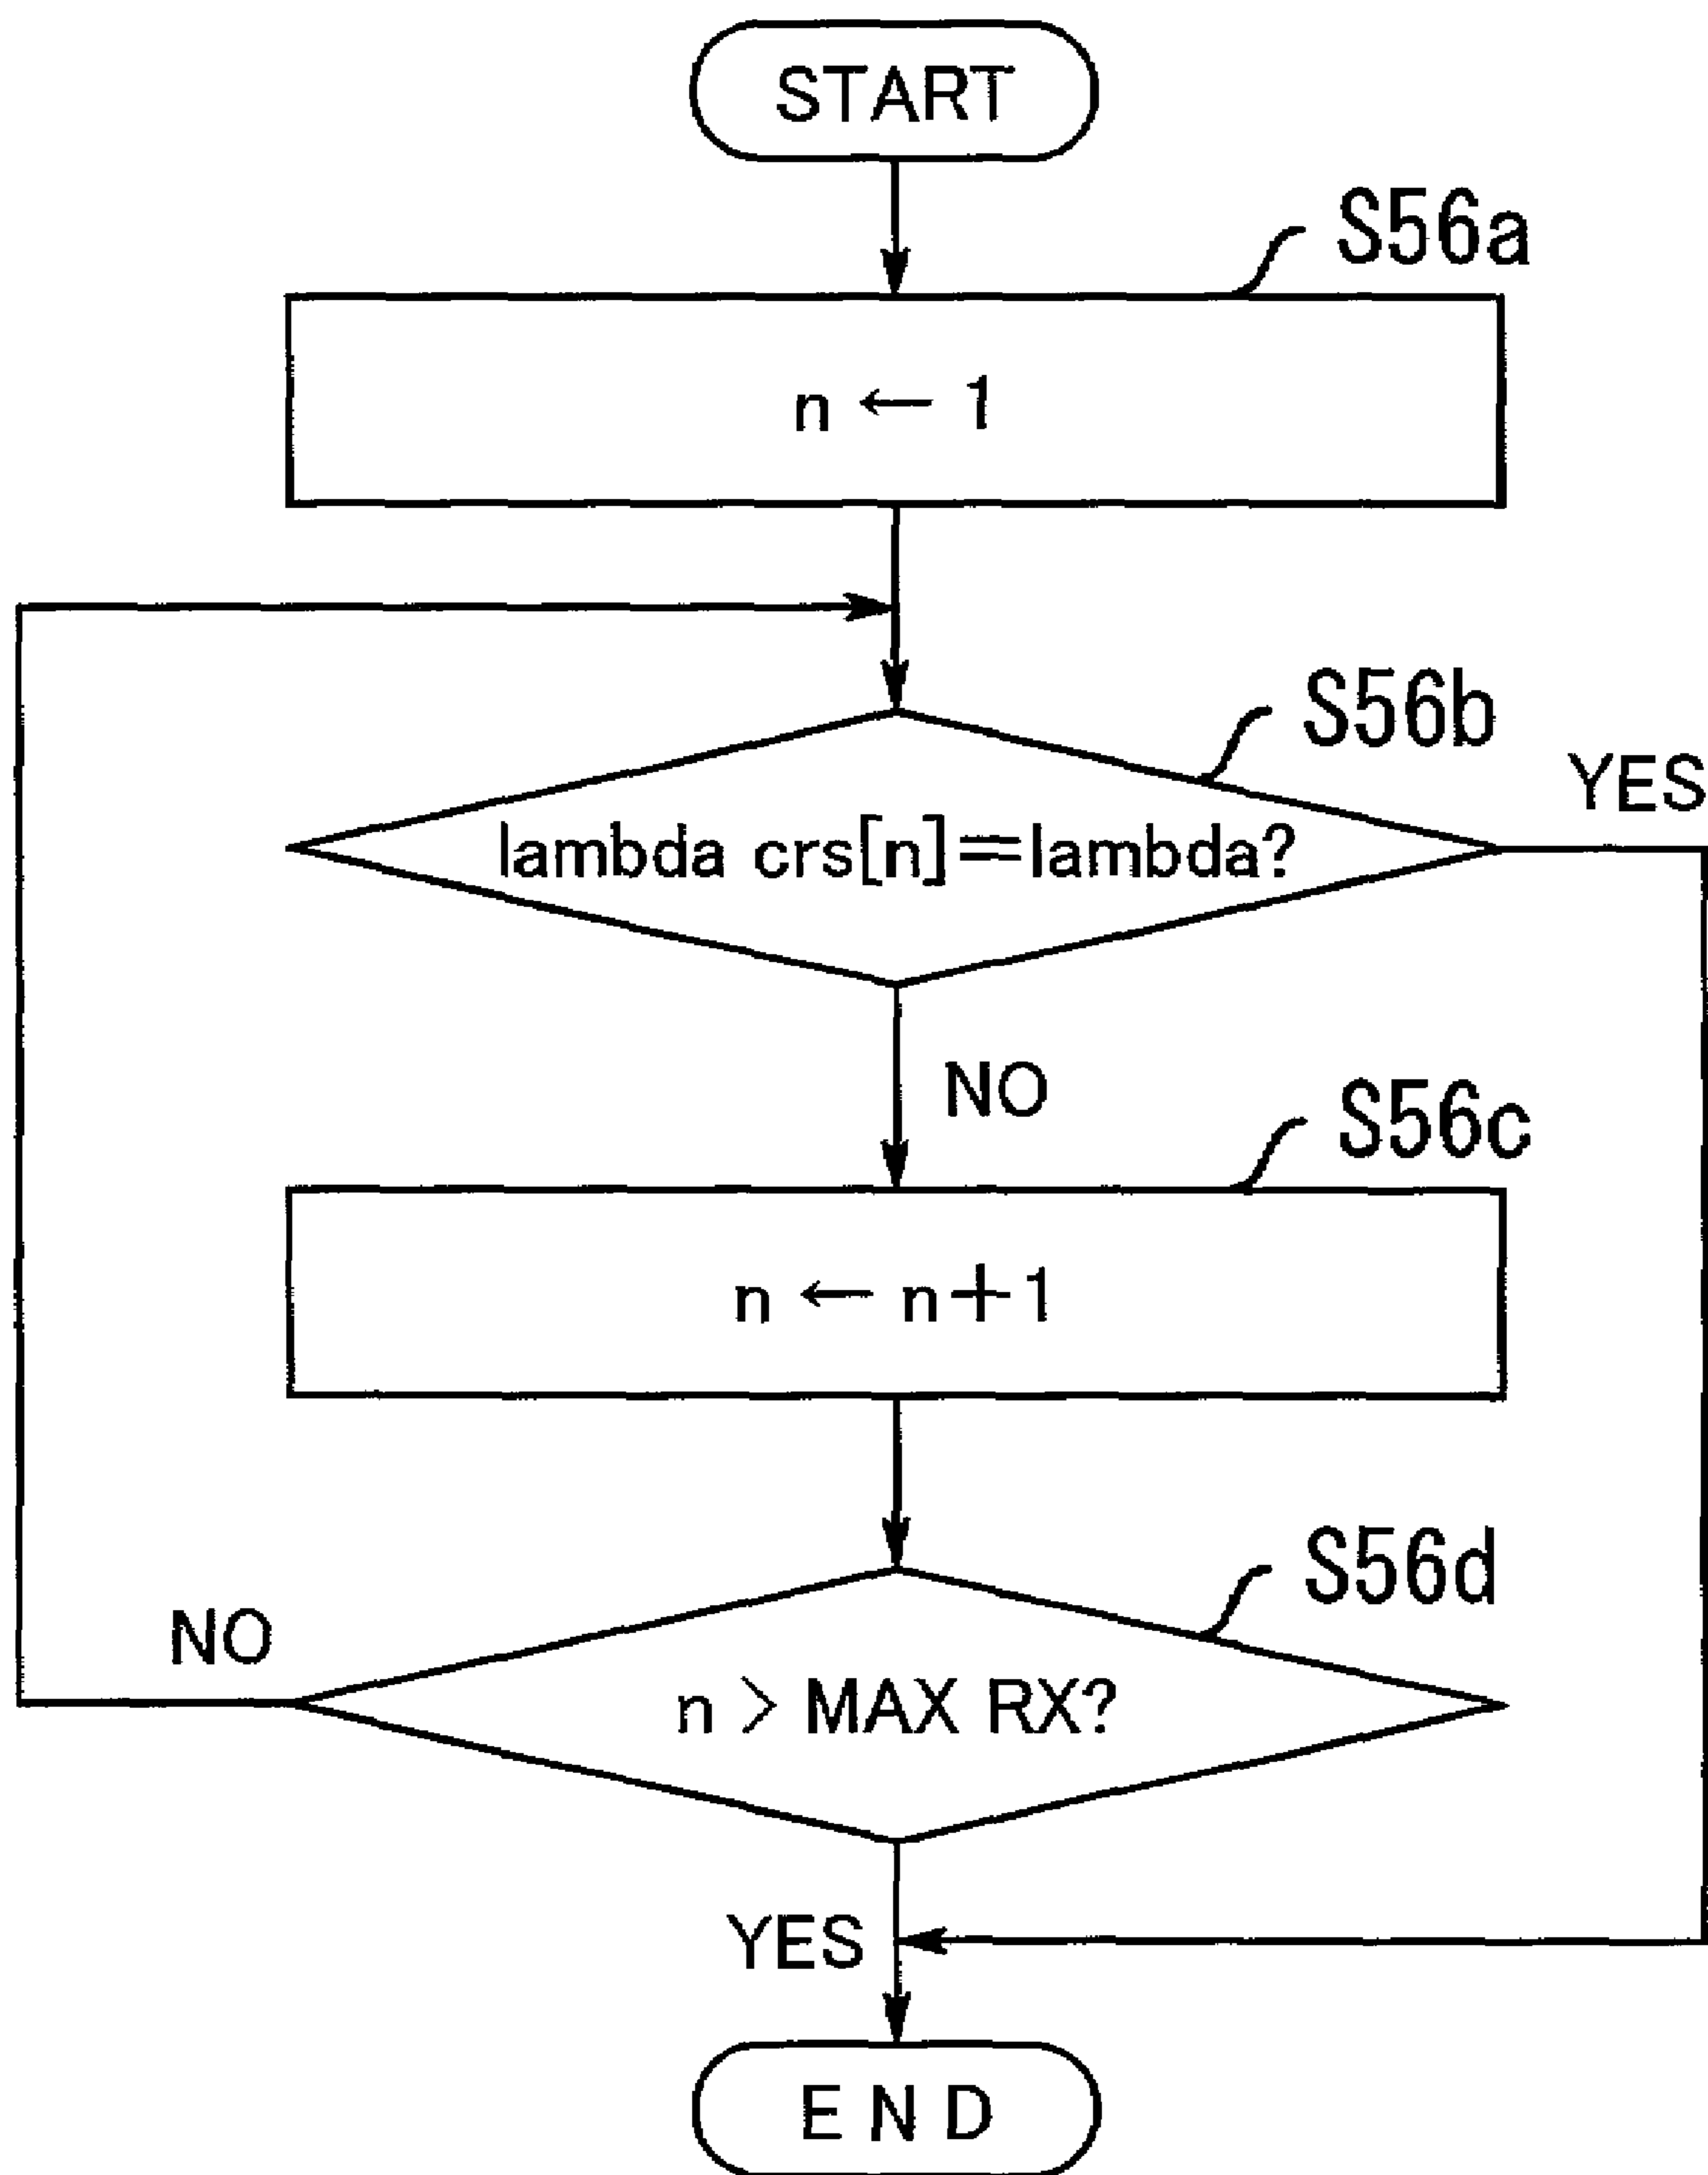 START
S56a
n ← 1
S56b
YES
lambda crs[n]==lambda?
NO
S56c
n ← n+1
S56d
NO
n > MAX RX?
YES
END